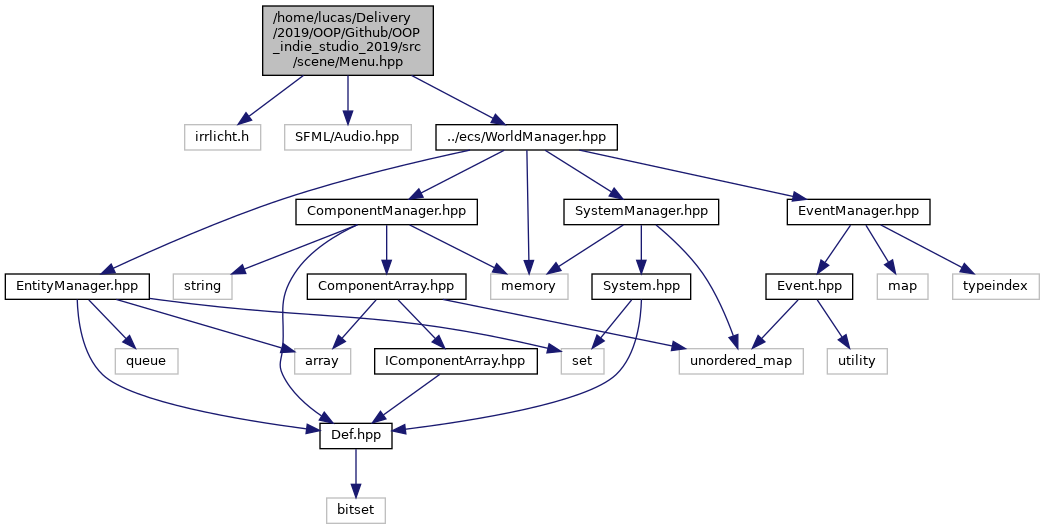 /home/lucas/Delivery
/2019/OOP/Github/OOP
_indie_studio_2019/src
/scene/Menu.hpp
irrlicht.h
SFML/Audio.hpp
../ecs/WorldManager.hpp
ComponentManager.hpp
SystemManager.hpp
EventManager.hpp
EntityManager.hpp
string
ComponentArray.hpp
memory
System.hpp
Event.hpp
map
typeindex
queue
array
IComponentArray.hpp
set
unordered_map
utility
Def.hpp
bitset